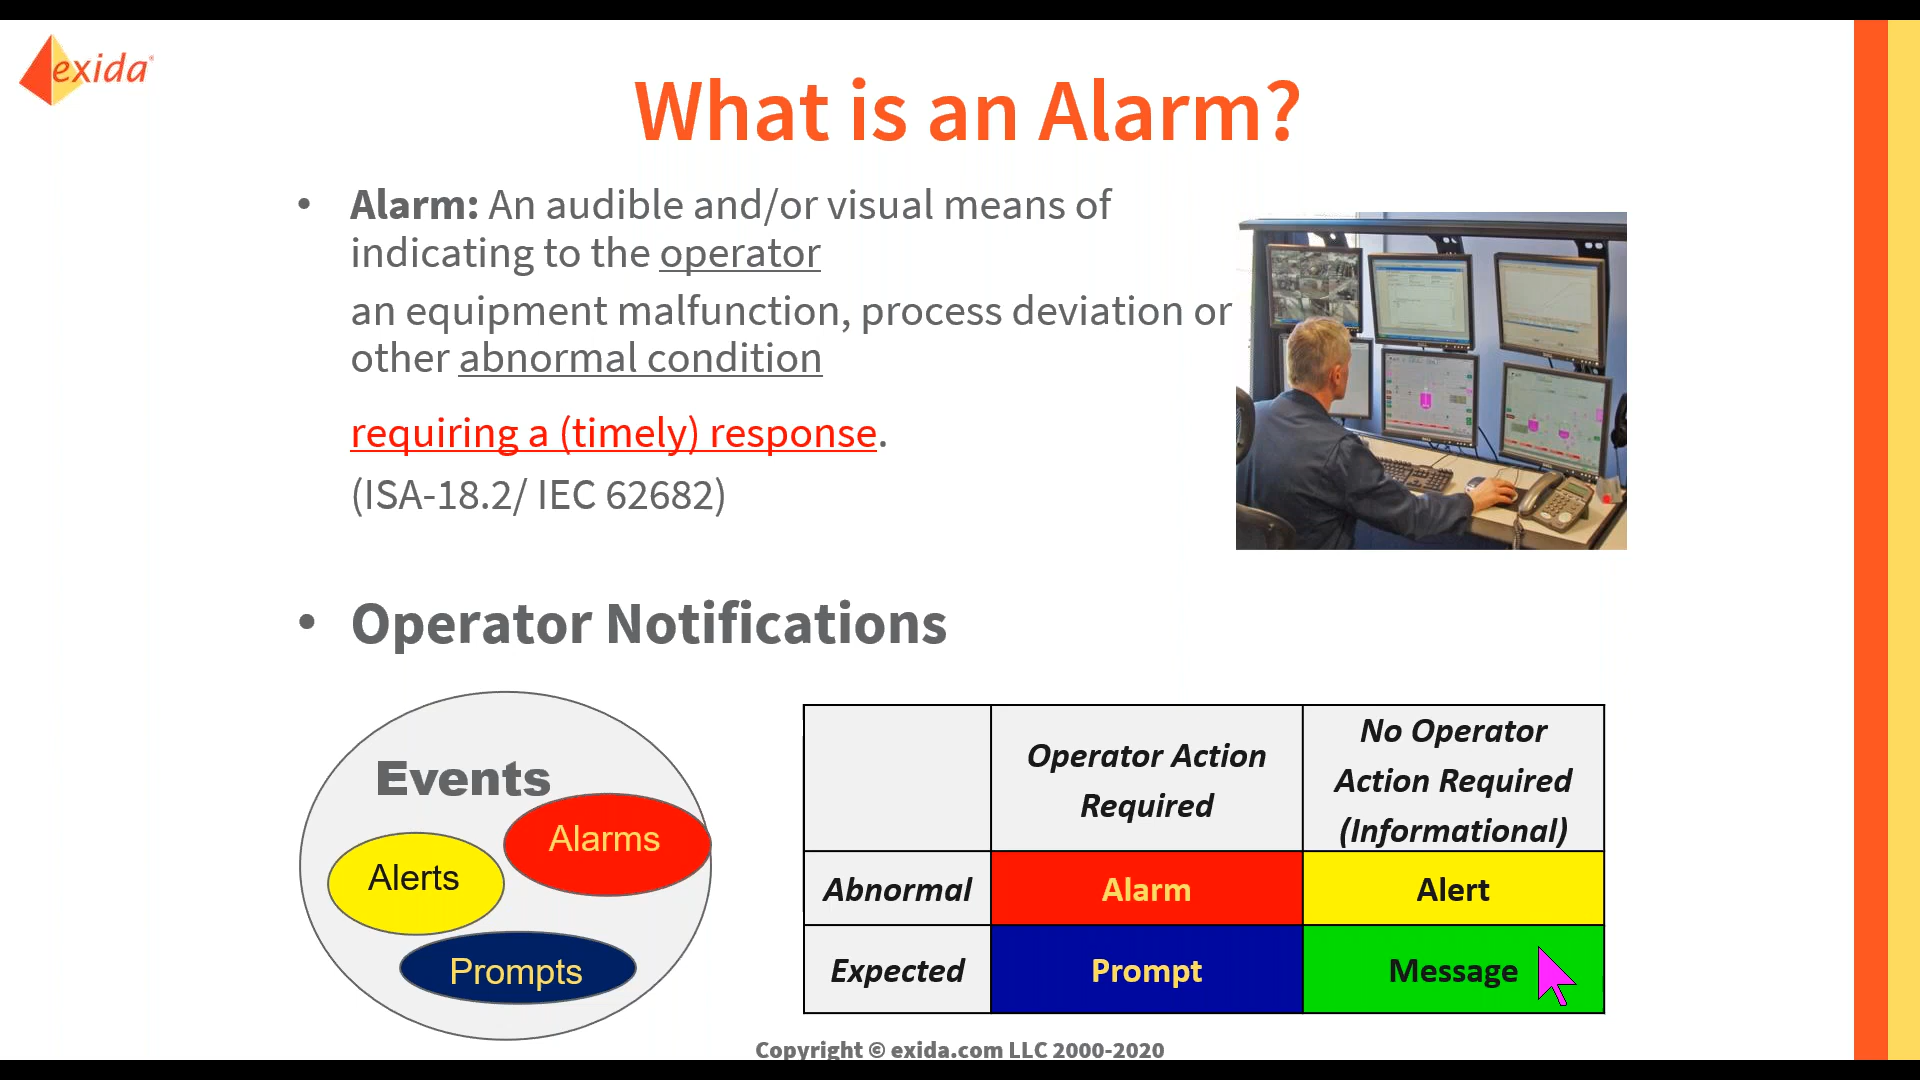 exida
What is an Alarm?
• Alarm: An audible and/or visual means of
indicating to the operator
an equipment malfunction, process deviation or
other abnormal condition
requiring a (timely) response.
(ISA-18.2/ IEC 62682)
• Operator Notifications
Events
Alarms
Alerts
Prompts
Operator Action
Required
No Operator
Action Required
(Informational)
Abnormal
Alarm
Alert
Expected
Prompt
Message
Copyright © exida.com LLC 2000-2020